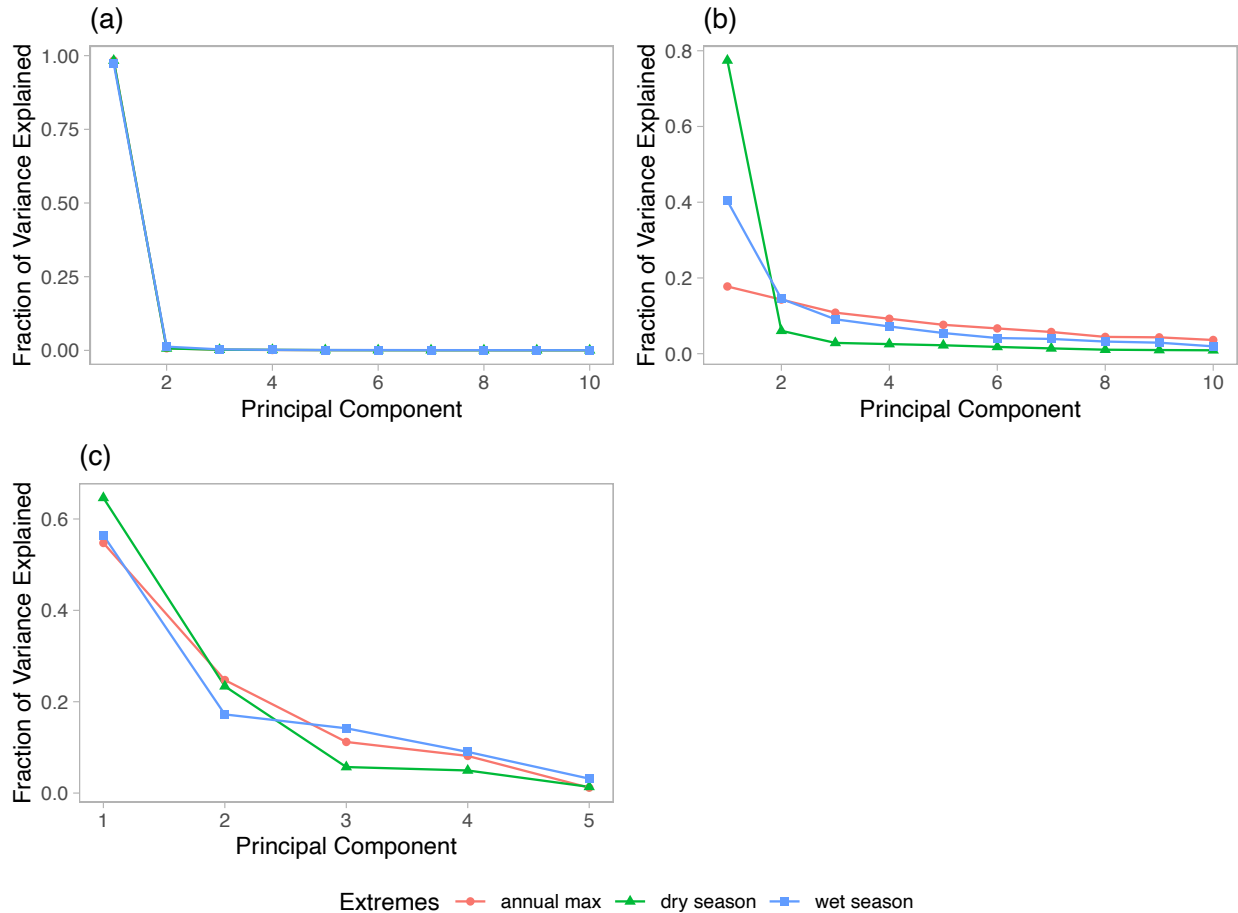 (a)
Fraction of Variance Explained
1.00
0.75
0.50
0.25
0.00
2 4 6 8 10
Principal Component
(b)
Fraction of Variance Explained
0.8
0.6
0.4
0.2
0.0
2 4 6 8 10
Principal Component
(c)
Fraction of Variance Explained
0.6
0.4
0.2
0.0
1 2 3 4 5
Principal Component
Extremes annual max dry season wet season